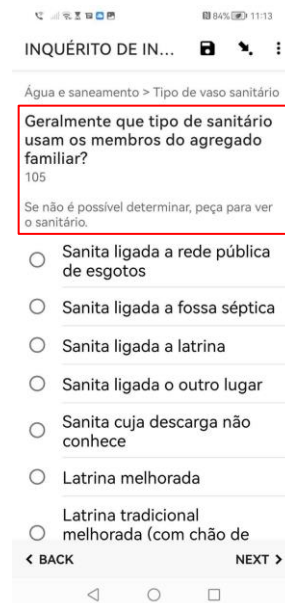 84% 11:13
INQUÉRITO DE IN...
Água e saneamento > Tipo de vaso sanitário
Geralmente que tipo de sanitário
usam os membros do agregado
familiar?
105
Se não é possível determinar, peça para ver
o sanitário.
Sanita ligada a rede pública
de esgotos
Sanita ligada a fossa séptica
Sanita ligada a latrina
Sanita ligada o outro lugar
Sanita cuja descarga não
conhece
Latrina melhorada
Latrina tradicional
melhorada (com chão de
< BACK NEXT >